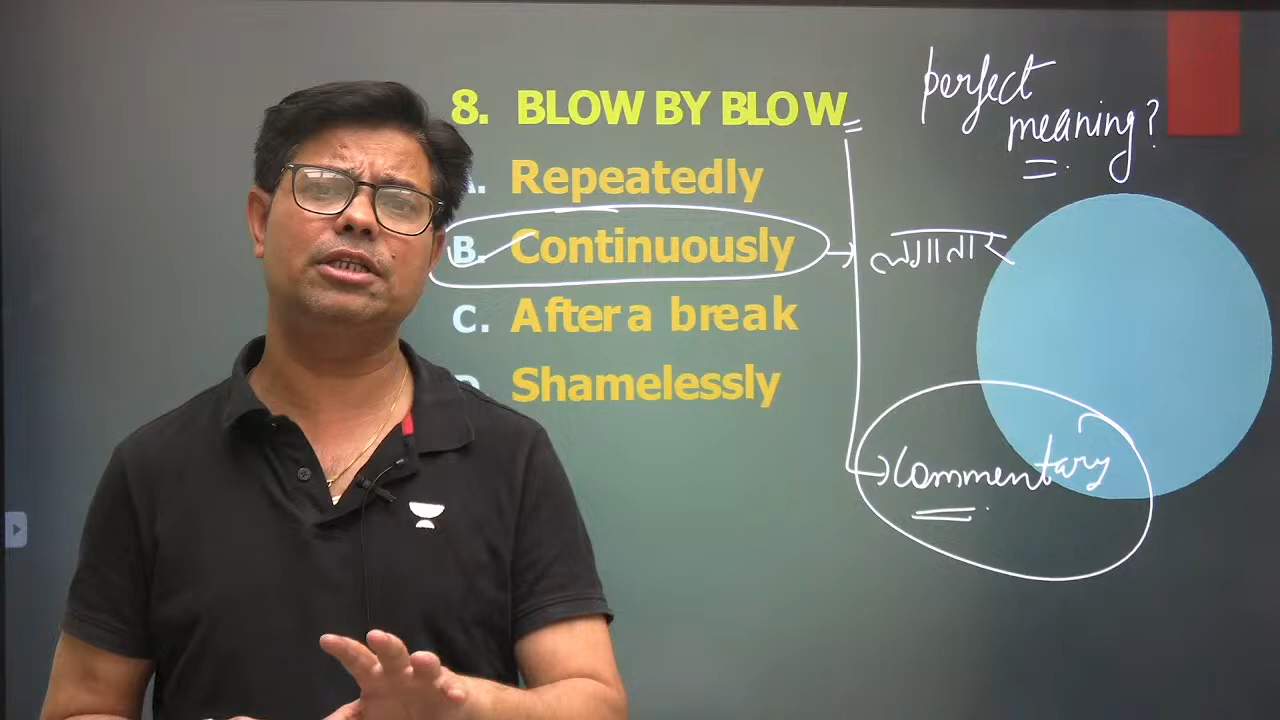 8. BLOW BY BLOW
perfect
meaning?
A. Repeatedly
B. Continuously
लगातार
C. After a break
D. Shamelessly
commentary